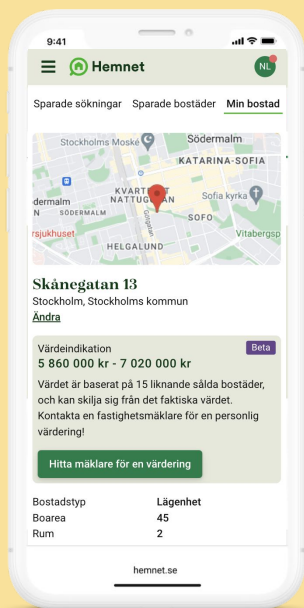 9:41
Hemnet
NL
Sparade sökningar Sparade bostäder Min bostad
Stockholms Moské
Södermalm
KATARINA-SOFIA
KVARTERET
NATTUGGLAN
Sofia kyrka
SÖDERMALM
SOFO
rsjukhuset
Götgatan
Vitabergsp
HELGALUND
Skånegatan 13
Stockholm, Stockholms kommun
Ändra
Värdeindikation Beta
5 860 000 kr - 7 020 000 kr
Värdet är baserat på 15 liknande sålda bostäder,
och kan skilja sig från det faktiska värdet.
Kontakta en fastighetsmäklare för en personlig
värdering!
Hitta mäklare för en värdering
Bostadstyp Lägenhet
Boarea 45
Rum 2
hemnet.se